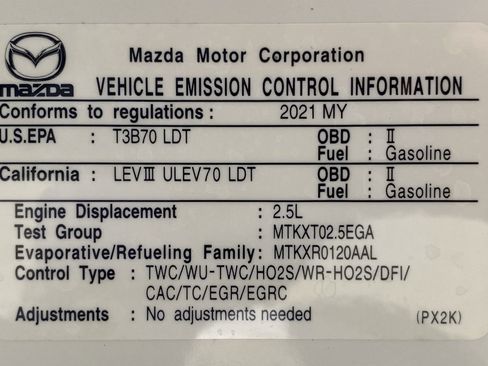 Mazda Motor Corporation
mazda VEHICLE EMISSION CONTROL INFORMATION
Conforms to regulations : 2021 MY
U.S.EPA : T3B70 LDT OBD : II
Fuel : Gasoline
California : LEVIII ULEV70 LDT OBD : II
Fuel : Gasoline
Engine Displacement : 2.5L
Test Group : MTKXT02.5EGA
Evaporative/Refueling Family: MTKXR0120AAL
Control Type : TWC/WU-TWC/HO2S/WR-HO2S/DFI/
CAC/TC/EGR/EGRC
Adjustments : No adjustments needed (PX2K)